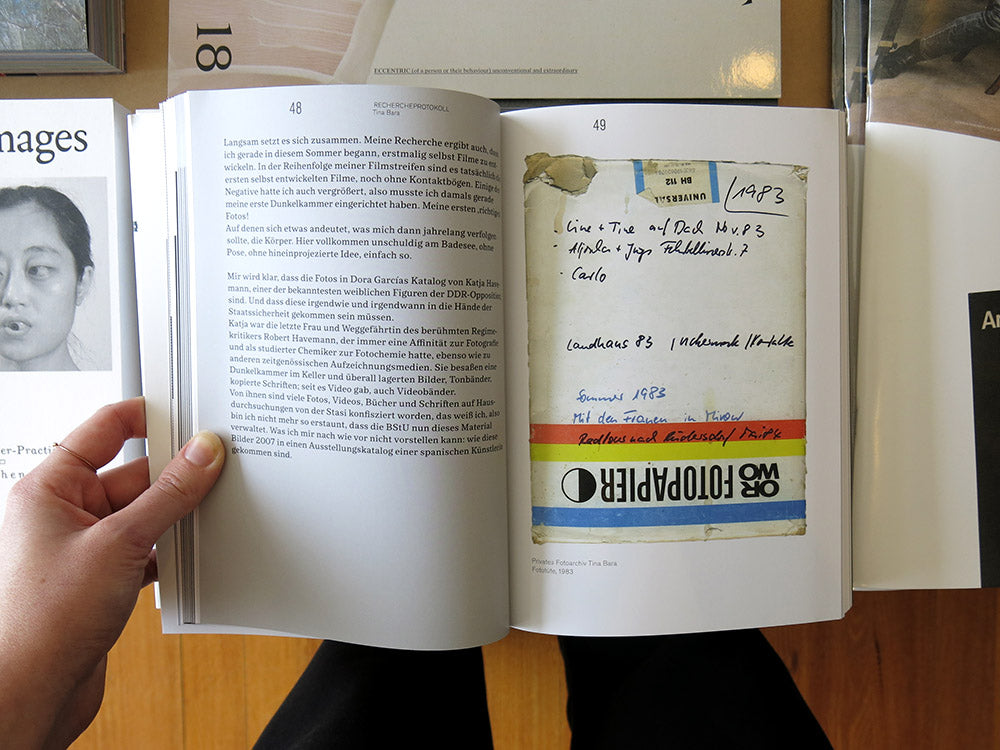 18
ECCENTRIC (of a person or their behaviour) unconventional and extraordinary
mages
er-Practi
hen
48
RECHERCHEPROTOKOLL
Tina Bara
Langsam setzt es sich zusammen. Meine Recherche ergibt auch, dass
ich gerade in diesem Sommer begann, erstmalig selbst Filme zu ent-
wickeln. In der Reihenfolge meiner Filmstreifen sind es tatsächlich die
ersten selbst entwickelten Filme, noch ohne Kontaktbögen. Einige der
Negative hatte ich auch vergrößert, also musste ich damals gerade
meine erste Dunkelkammer eingerichtet haben. Meine ersten ‚richtigen‘
Fotos!
Auf denen sich etwas andeutet, was mich dann jahrelang verfolgen
sollte, die Körper. Hier vollkommen unschuldig am Badesee, ohne
Pose, ohne hineinprojezierte Idee, einfach so.
Mir wird klar, dass die Fotos in Dora Garcías Katalog von Katja Have-
mann, einer der bekanntesten weiblichen Figuren der DDR-Opposition
sind. Und dass diese irgendwie und irgendwann in die Hände der
Staatssicherheit gekommen sein müssen.
Katja war die letzte Frau und Weggefährtin des berühmten Regime-
kritikers Robert Havemann, der immer eine Affinität zur Fotografie
und als studierter Chemiker zur Fotochemie hatte, ebenso wie zu
anderen zeitgenössischen Aufzeichnungsmedien. Sie besaßen eine
Dunkelkammer im Keller und überall lagerten Bilder, Tonbänder,
kopierte Schriften; seit es Video gab, auch Videobänder.
Von ihnen sind viele Fotos, Videos, Bücher und Schriften auf Haus-
durchsuchungen von der Stasi konfisziert worden, das weiß ich, also
bin ich nicht mehr so erstaunt, dass die BStU nun dieses Material
verwaltet. Was ich mir nach wie vor nicht vorstellen kann: wie diese
Bilder 2007 in einen Ausstellungskatalog einer spanischen Künstlerin
gekommen sind.
49
UNIVERSAL
BH 112
1983
Line + Tine auf Dach Nov. 83
- Carlo
Landhaus 83
Sommer 1983
Mit den Frauen in Mirow
Radtour nach Rüdersdorf Mai 84
ORWO FOTOPAPIER
Privates Fotoarchiv Tina Bara
Fototüte, 1983
An